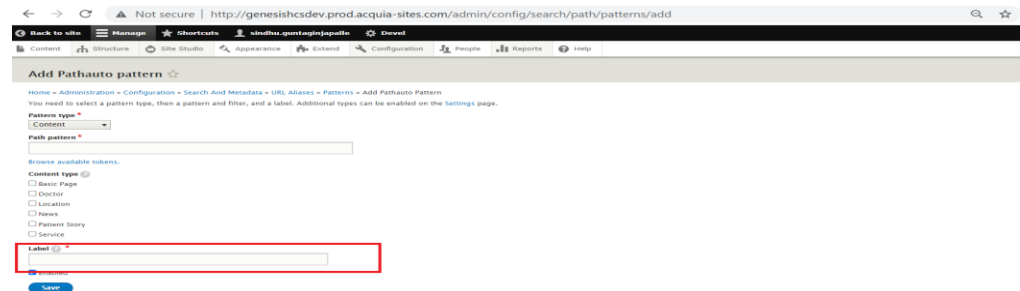 Not secure | http://genesishcsdev.prod.acquia-sites.com/admin/config/search/path/patterns/add
Back to site Manage Shortcuts sindhu.guntaginjapalle Devel
Content Structure Site Studio Appearance Extend Configuration People Reports Help
Add Pathauto pattern
Home » Administration » Configuration » Search And Metadata » URL Aliases » Patterns » Add Pathauto Pattern
You need to select a pattern type, then a pattern and filter, and a label. Additional types can be enabled on the Settings page.
Pattern type *
Content
Path pattern *
Browse available tokens.
Content type
Basic Page
Doctor
Location
News
Patient Story
Service
Label *
Enabled
Save